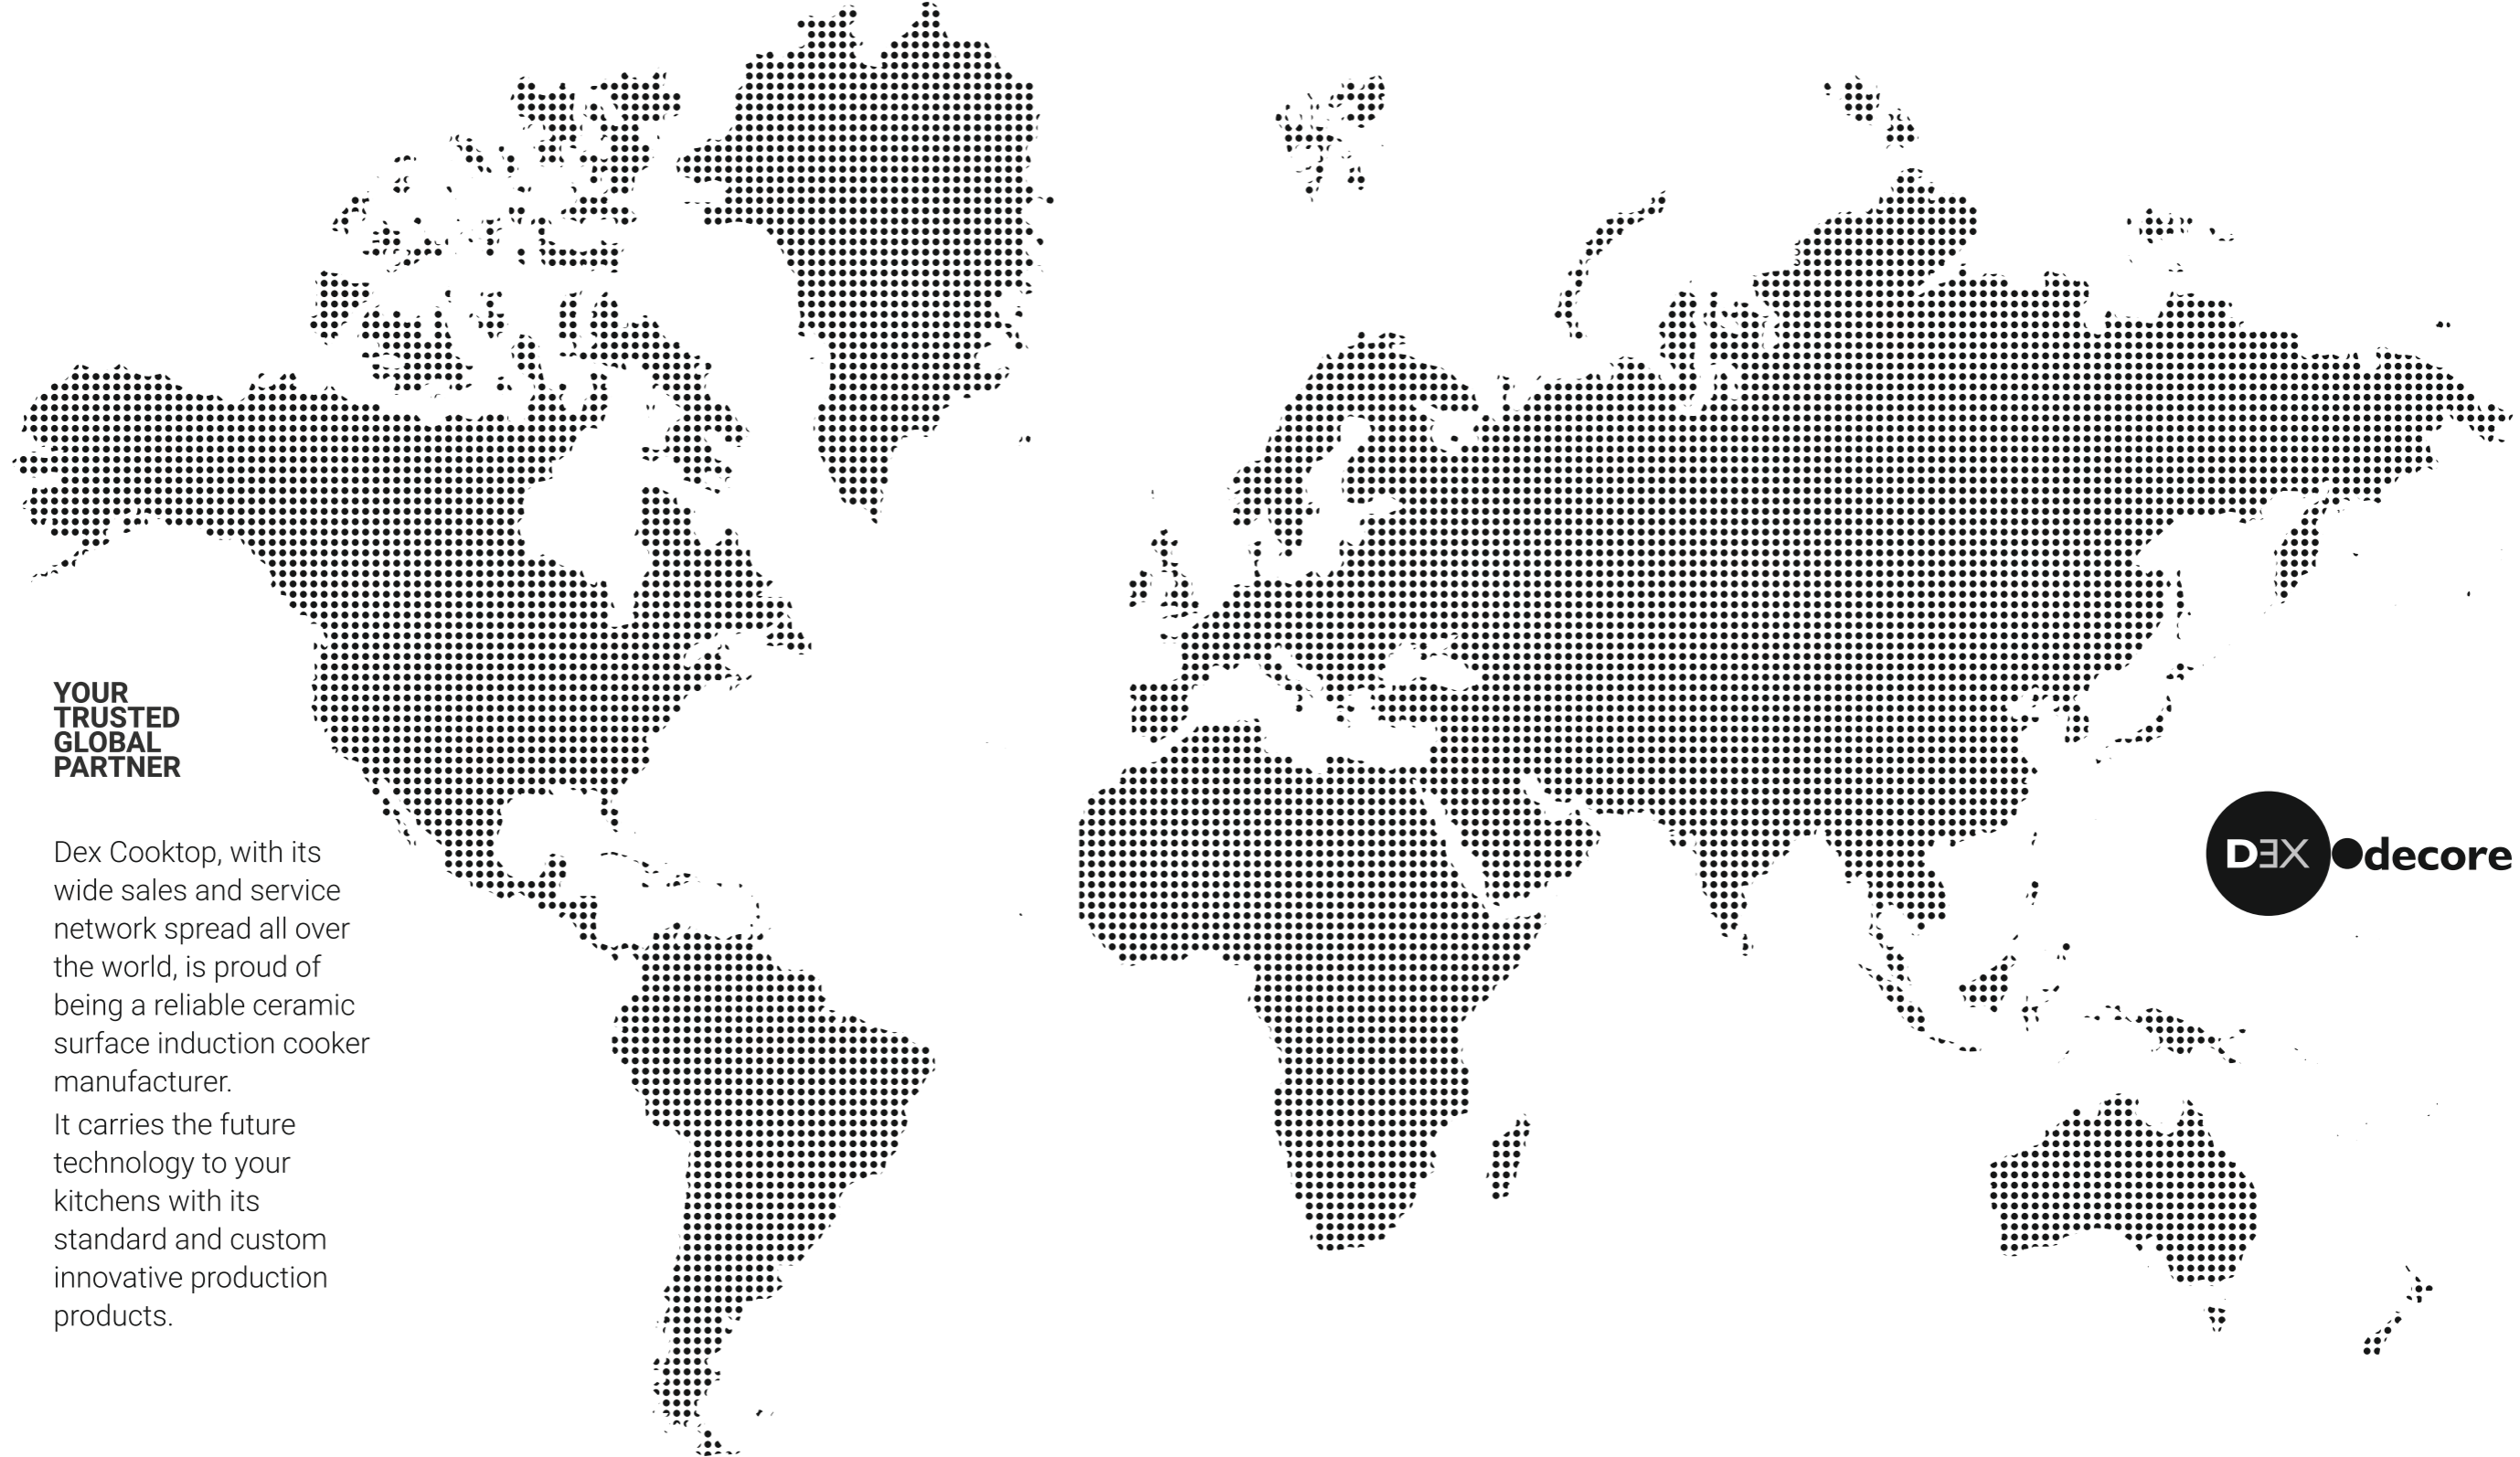 YOUR
TRUSTED
GLOBAL
PARTNER
Dex Cooktop, with its
wide sales and service
network spread all over
the world, is proud of
being a reliable ceramic
surface induction cooker
manufacturer.
It carries the future
technology to your
kitchens with its
standard and custom
innovative production
products.
DEX decore